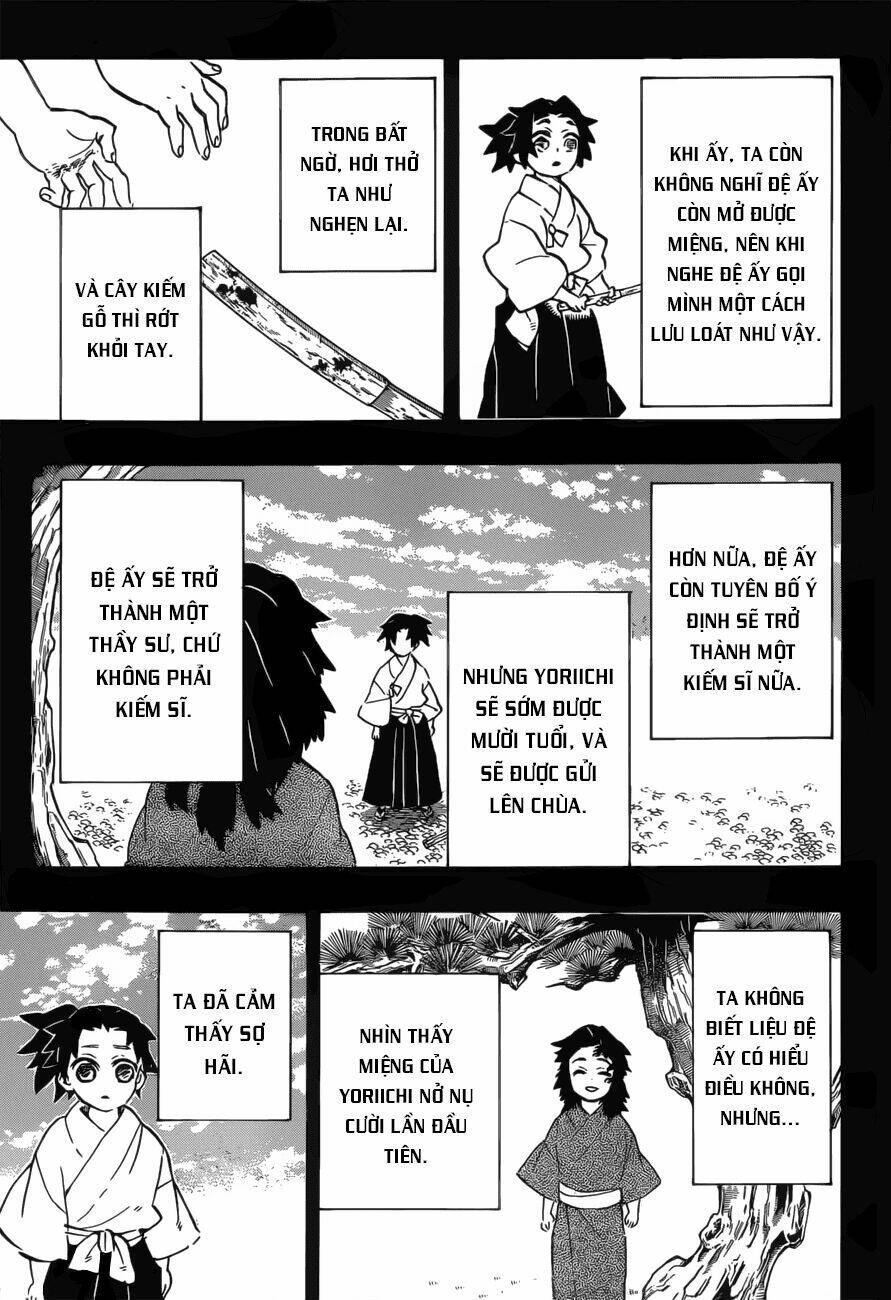 KHI ẤY, TA CÒN
KHÔNG NGHĨ ĐỆ ẤY
CÒN MỞ ĐƯỢC
MIỆNG, NÊN KHI
NGHE ĐỆ ẤY GỌI
MÌNH MỘT CÁCH
LƯU LOÁT NHƯ VẬY.
TRONG BẤT
NGỜ, HƠI THỞ
TA NHƯ
NGHẸN LẠI.
VÀ CÂY KIẾM
GỖ THÌ RỚT
KHỎI TAY.
HƠN NỮA, ĐỆ ẤY
CÒN TUYÊN BỐ Ý
ĐỊNH SẼ TRỞ
THÀNH MỘT
KIẾM SĨ NỮA.
NHƯNG YORIICHI
SẼ SỚM ĐƯỢC
MƯỜI TUỔI, VÀ
SẼ ĐƯỢC GỬI
LÊN CHÙA.
ĐỆ ẤY SẼ TRỞ
THÀNH MỘT
THẦY SƯ, CHỨ
KHÔNG PHẢI
KIẾM SĨ.
TA KHÔNG
BIẾT LIỆU ĐỆ
ẤY CÓ HIỂU
ĐIỀU KHÔNG,
NHƯNG...
NHÌN THẤY
MIỆNG CỦA
YORIICHI NỞ NỤ
CƯỜI LẦN ĐẦU
TIÊN.
TA ĐÃ CẢM
THẤY SỢ
HÃI.